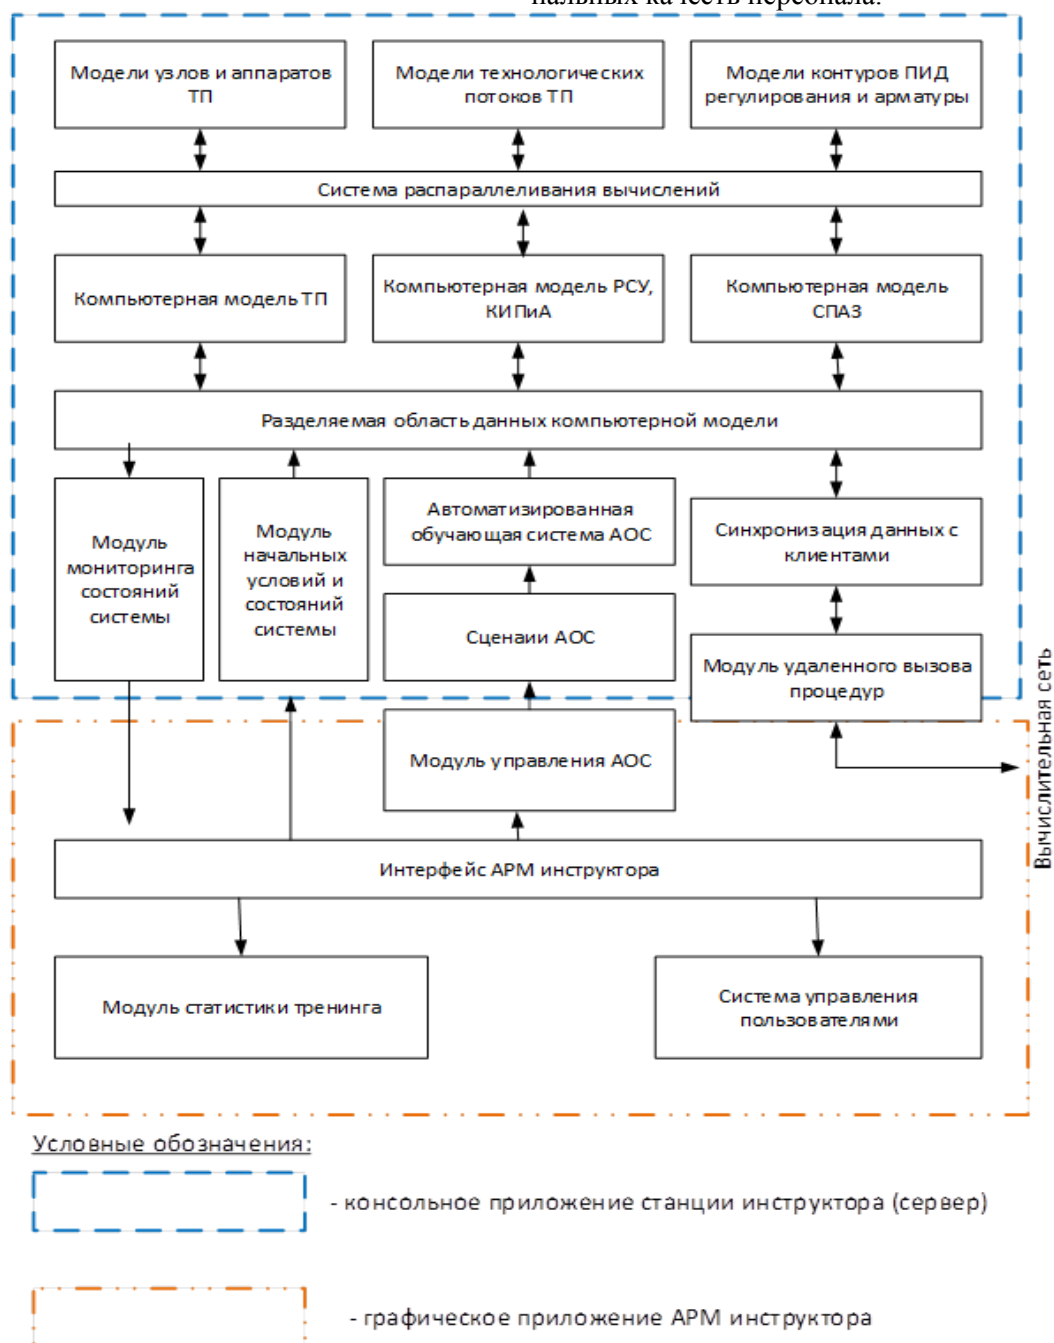 нальных качеств персонала.
Модели узлов и аппаратов
ТП
Модели технологических
потоков ТП
Модели контуров ПИД
регулирования и арматуры
Система распараллеливания вычислений
Компьютерная модель ТП
Компьютерная модель РСУ,
КИПиА
Компьютерная модель
СПАЗ
Разделяемая область данных компьютерной модели
Модуль
мониторинга
состояний
системы
Модуль
начальных
условий и
состояний
системы
Автоматизированная
обучающая система АОС
Синхронизация данных с
клиентами
Сценаии АОС
Модуль удаленного вызова
процедур
Модуль управления АОС
Вычислительная сеть
Интерфейс АРМ инструктора
Модуль статистики тренинга
Система управления
пользователями
Условные обозначения:
- консольное приложение станции инструктора (сервер)
- графическое приложение АРМ инструктора